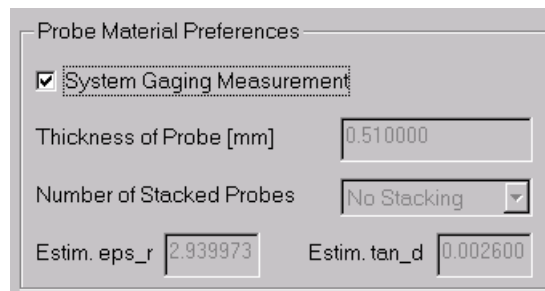 Probe Material Preferences
System Gaging Measurement
Thickness of Probe [mm] 0.510000
Number of Stacked Probes No Stacking
Estim. eps_r 2.939973 Estim. tan_d 0.002600